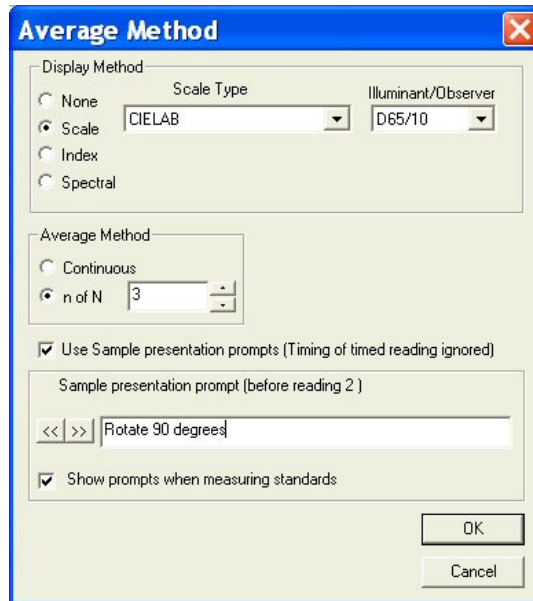 Average Method
Display Method
Scale Type
Illuminant/Observer
None
CIELAB
D65/10
Scale
Index
Spectral
Average Method
Continuous
n of N
3
Use Sample presentation prompts (Timing of timed reading ignored)
Sample presentation prompt (before reading 2 )
<< >> Rotate 90 degrees
Show prompts when measuring standards
OK
Cancel